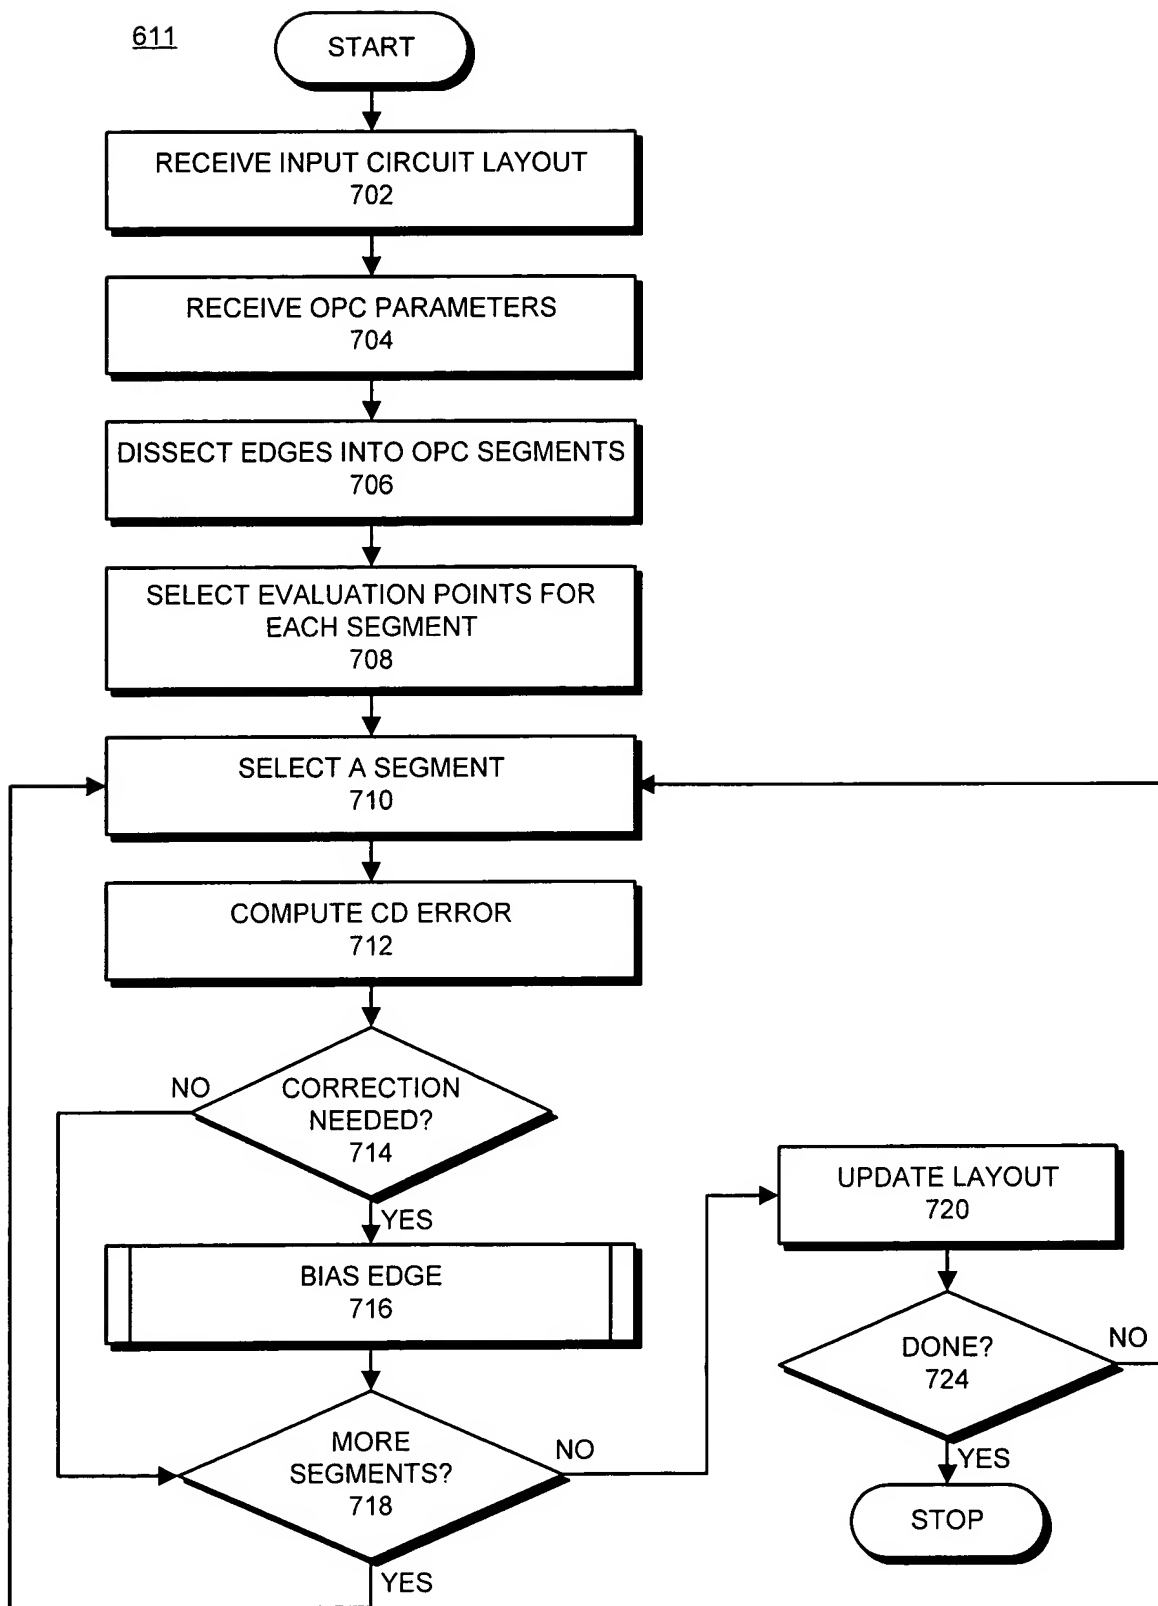 611
START
RECEIVE INPUT CIRCUIT LAYOUT
702
RECEIVE OPC PARAMETERS
704
DISSECT EDGES INTO OPC SEGMENTS
706
SELECT EVALUATION POINTS FOR
EACH SEGMENT
708
SELECT A SEGMENT
710
COMPUTE CD ERROR
712
NO
CORRECTION
NEEDED?
714
YES
BIAS EDGE
716
MORE
SEGMENTS?
718
NO
YES
UPDATE LAYOUT
720
DONE?
724
NO
YES
STOP